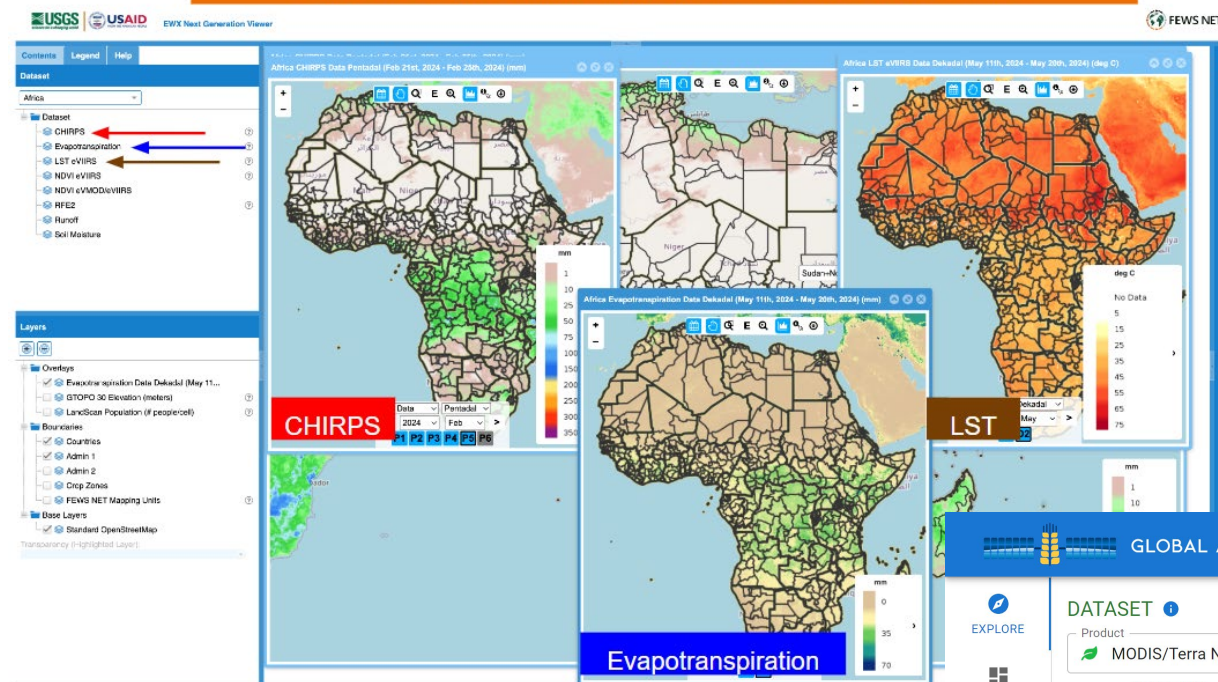 USGS
USAID
EWX Next Generation Viewer
FEWS NET
Contents Legend Help
Dataset
Africa
Dataset
CHIRPS
Evapotranspiration
LST eVIIRS
NDVI eVIIRS
NDVI eVMOD/eVIIRS
RFE2
Runoff
Soil Moisture
Layers
Overlays
Evapotranspiration Data Dekadal (May 11...
GTOPO 30 Elevation (meters)
LandScan Population (# people/cell)
Boundaries
Countries
Admin 1
Admin 2
Crop Zones
FEWS NET Mapping Units
Base Layers
Standard OpenStreetMap
Transparency (Highlighted Layer):
Africa CHIRPS Data Pentadal (Feb 21st, 2024 - Feb 25th, 2024) (mm)
+
−
E
mm
1
10
25
50
75
100
150
200
250
300
350
Data Pentadal
2024 Feb >
P1 P2 P3 P4 P5 P6
CHIRPS
E
Niger
Sudan+N
Africa LST eVIIRS Data Dekadal (May 11th, 2024 - May 20th, 2024) (deg C)
+
−
E
deg C
No Data
5
15
25
35
45
55
65
75
›
Dekadal
May >
LST
mm
1
10
Africa Evapotranspiration Data Dekadal (May 11th, 2024 - May 20th, 2024) (mm)
+
−
E
mm
0
35
70
›
Evapotranspiration
GLOBAL
EXPLORE
DATASET
Product
MODIS/Terra N